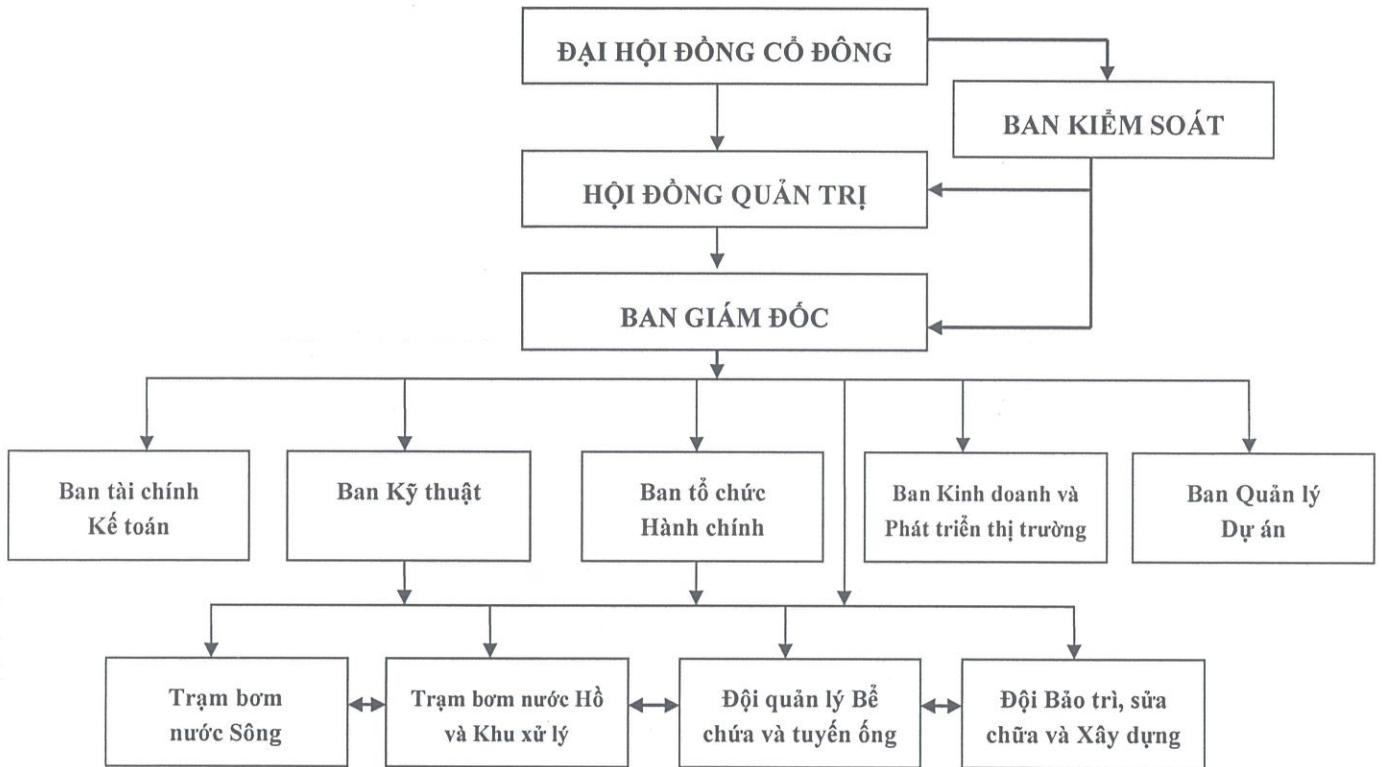 ĐẠI HỘI ĐỒNG CỔ ĐÔNG
BAN KIỂM SOÁT
HỘI ĐỒNG QUẢN TRỊ
BAN GIÁM ĐỐC
Ban tài chính
Kế toán
Ban Kỹ thuật
Ban tổ chức
Hành chính
Ban Kinh doanh và
Phát triển thị trường
Ban Quản lý
Dự án
Trạm bơm
nước Sông
Trạm bơm nước Hồ
và Khu xử lý
Đội quản lý Bể
chứa và tuyến ống
Đội Bảo trì, sửa
chữa và Xây dựng